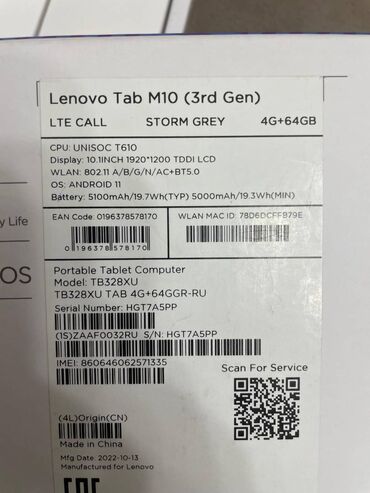 Lenovo Tab M10 (3rd Gen)
LTE CALL STORM GREY 4G+64GB
CPU: UNISOC T610
Display: 10.1INCH 1920*1200 TDDI LCD
WLAN: 802.11 A/B/G/N/AC+BT5.0
OS: ANDROID 11
Battery: 5100mAh/19.7Wh(TYP) 5000mAh/19.3Wh(MIN)
EAN Code: 0196378578170 WLAN MAC ID: 78D6DCFFB79E
0 196378 578170
y Life
OS
Portable Tablet Computer
Model: TB328XU
TB328XU TAB 4G+64GGR-RU
Serial Number: HGT7A5PP
(1S)ZAAF0032RU S/N: HGT7A5PP
IMEI: 860646062571335
Scan For Service
(4L)Origin(CN)
Made in China
Mfg Date: 2022-10-13
Manufactured for Lenovo
EAC